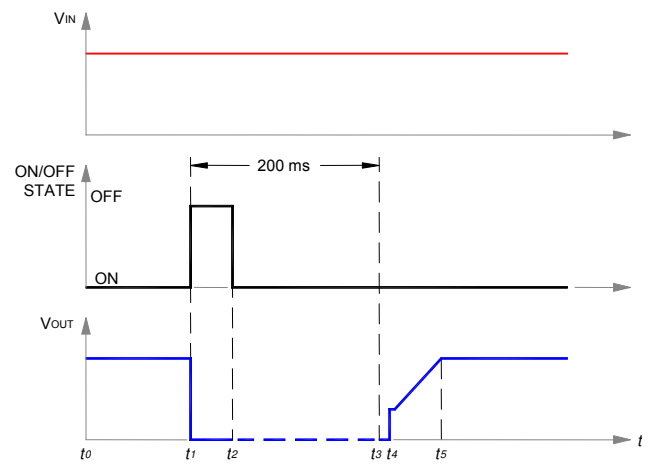 VIN
200 ms
ON/OFF
STATE
OFF
ON
VOUT
t
t0 t1 t2 t3 t4 t5